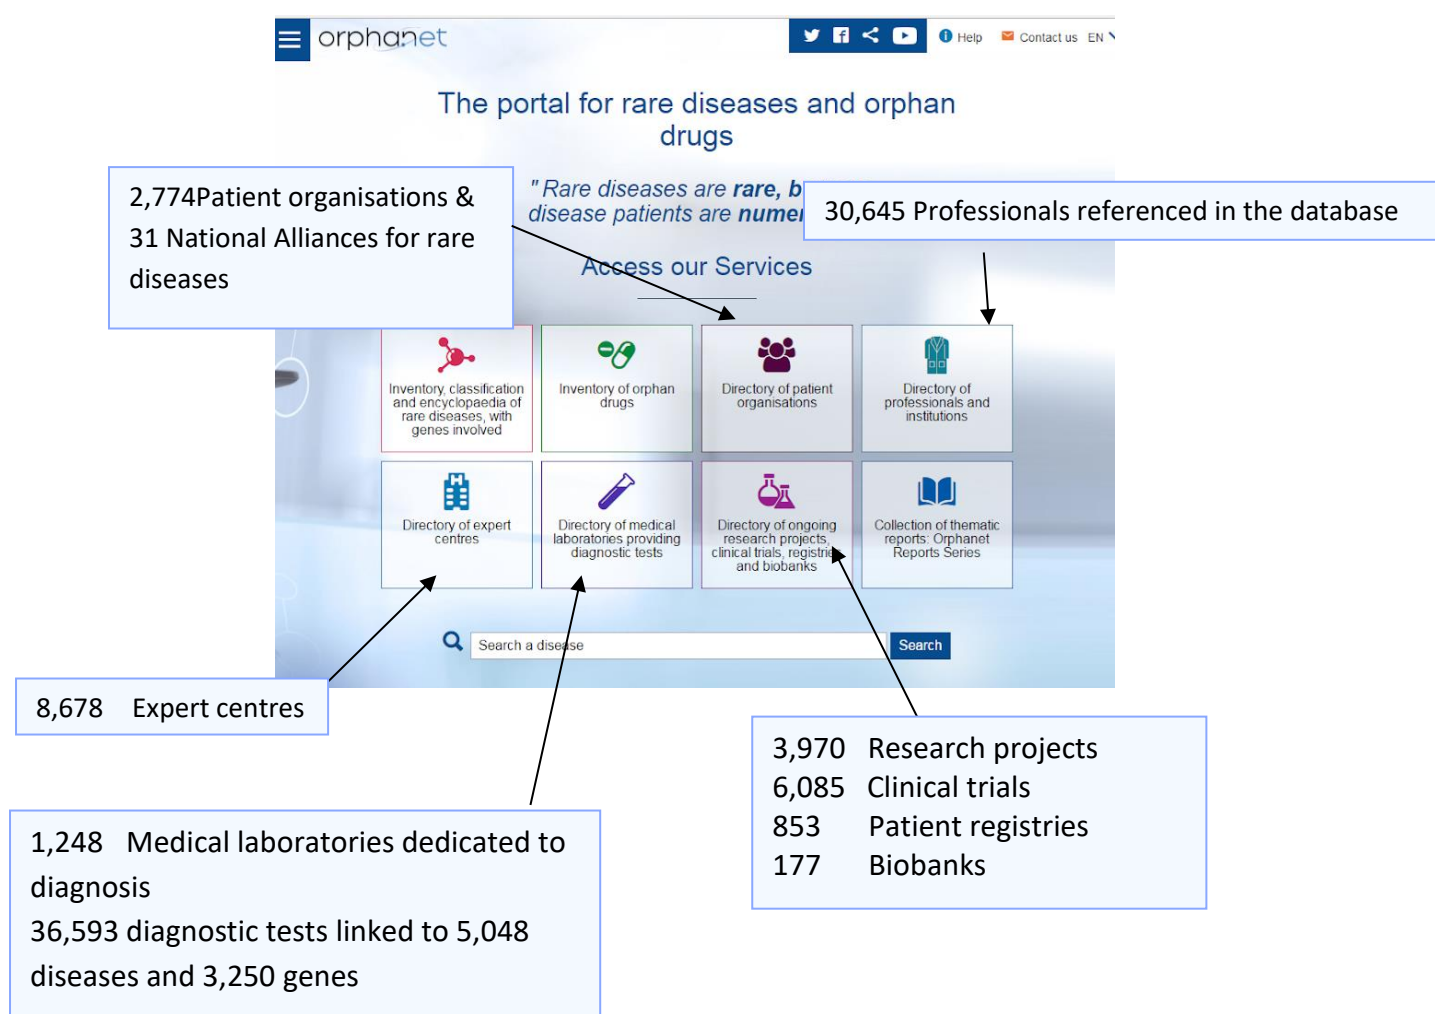 orphanet
Help
Contact us
EN
The portal for rare diseases and orphan
drugs
2,774Patient organisations &
31 National Alliances for rare
diseases
" Rare diseases are rare, b
disease patients are numer
30,645 Professionals referenced in the database
Access our Services
Inventory, classification
and encyclopaedia of
rare diseases, with
genes involved
Inventory of orphan
drugs
Directory of patient
organisations
Directory of
professionals and
institutions
Directory of expert
centres
Directory of medical
laboratories providing
diagnostic tests
Directory of ongoing
research projects,
clinical trials, registries
and biobanks
Collection of thematic
reports: Orphanet
Reports Series
Search a disease
Search
8,678 Expert centres
3,970 Research projects
6,085 Clinical trials
853 Patient registries
177 Biobanks
1,248 Medical laboratories dedicated to
diagnosis
36,593 diagnostic tests linked to 5,048
diseases and 3,250 genes